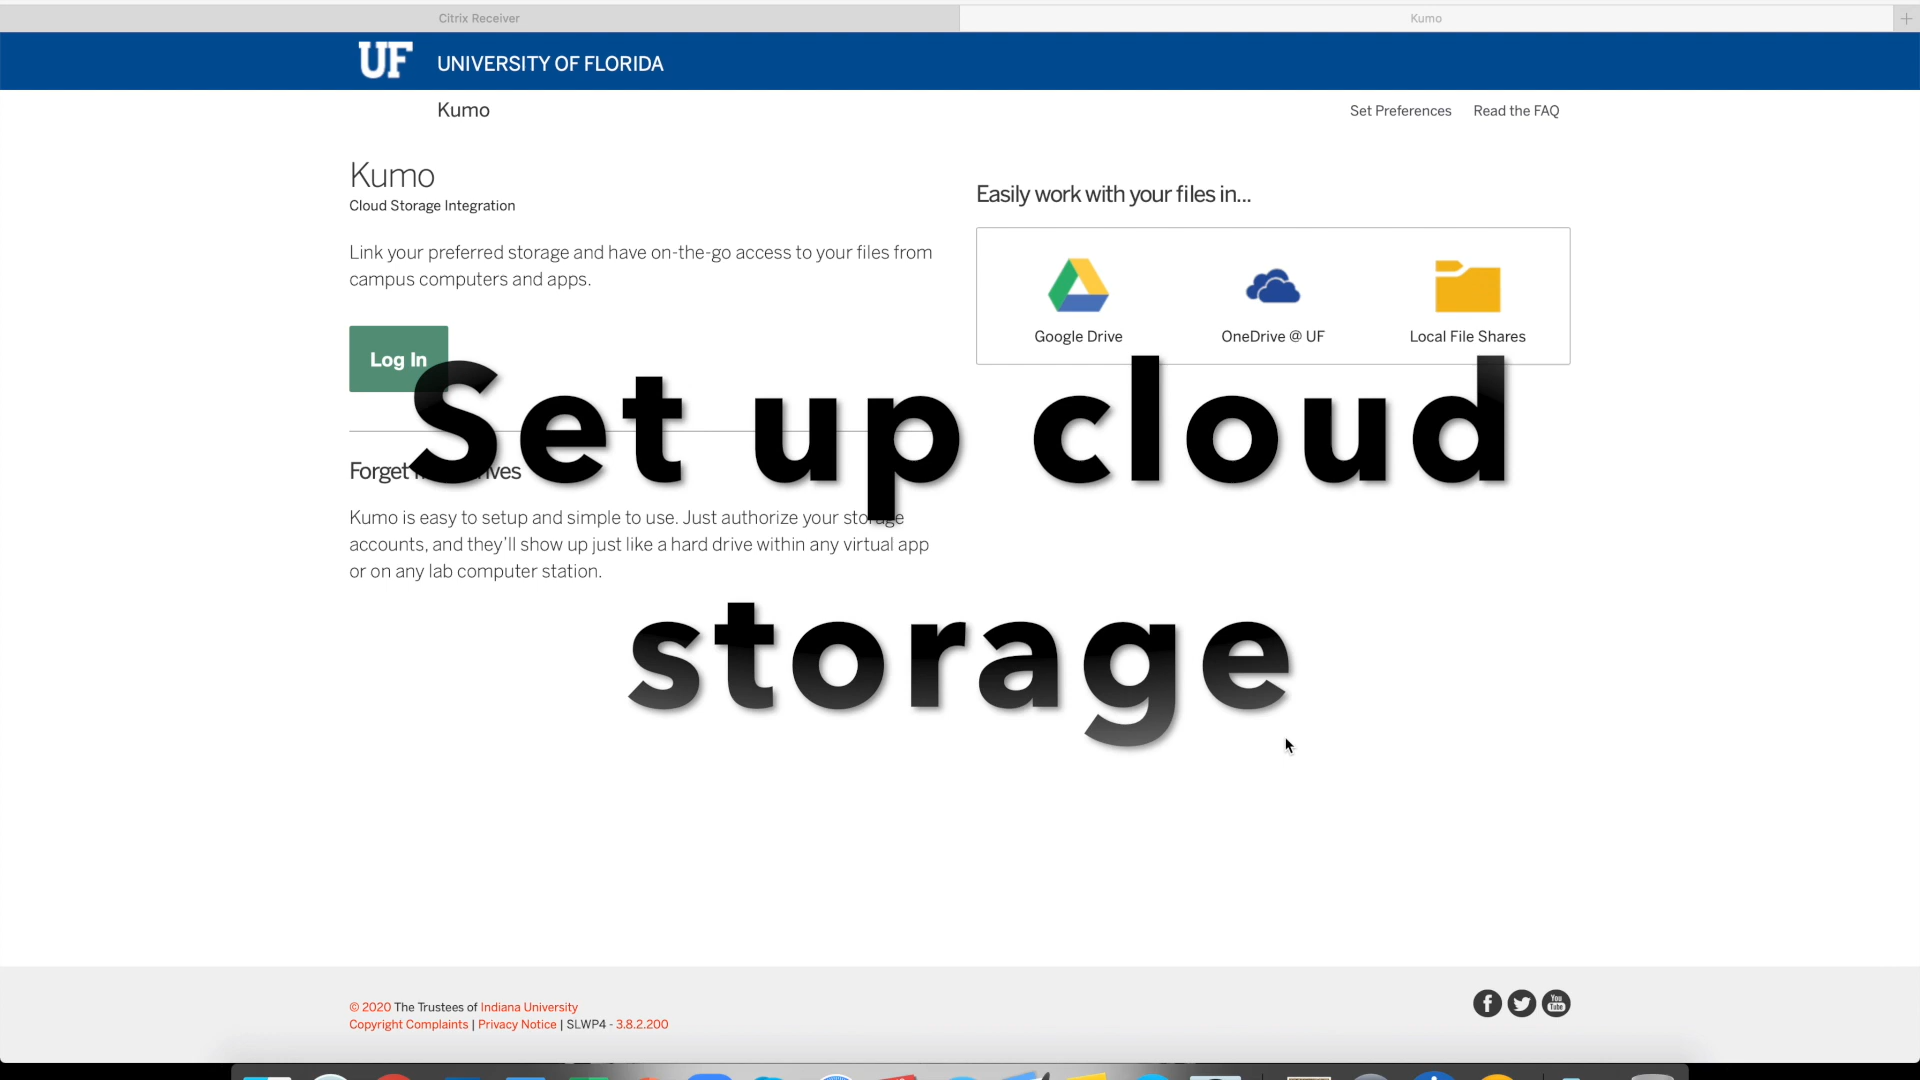 Citrix Receiver
Kumo
UF
UNIVERSITY OF FLORIDA
Kumo
Set Preferences
Read the FAQ
Kumo
Cloud Storage Integration
Easily work with your files in...
Link your preferred storage and have on-the-go access to your files from
campus computers and apps.
Google Drive
OneDrive @ UF
Local File Shares
Log In
Set up cloud
storage
Forget
Kumo is easy to setup and simple to use. Just authorize your storage
accounts, and they'll show up just like a hard drive within any virtual app
or on any lab computer station.
© 2020 The Trustees of Indiana University
Copyright Complaints | Privacy Notice | SLWP4 - 3.8.2.200
You
Tube